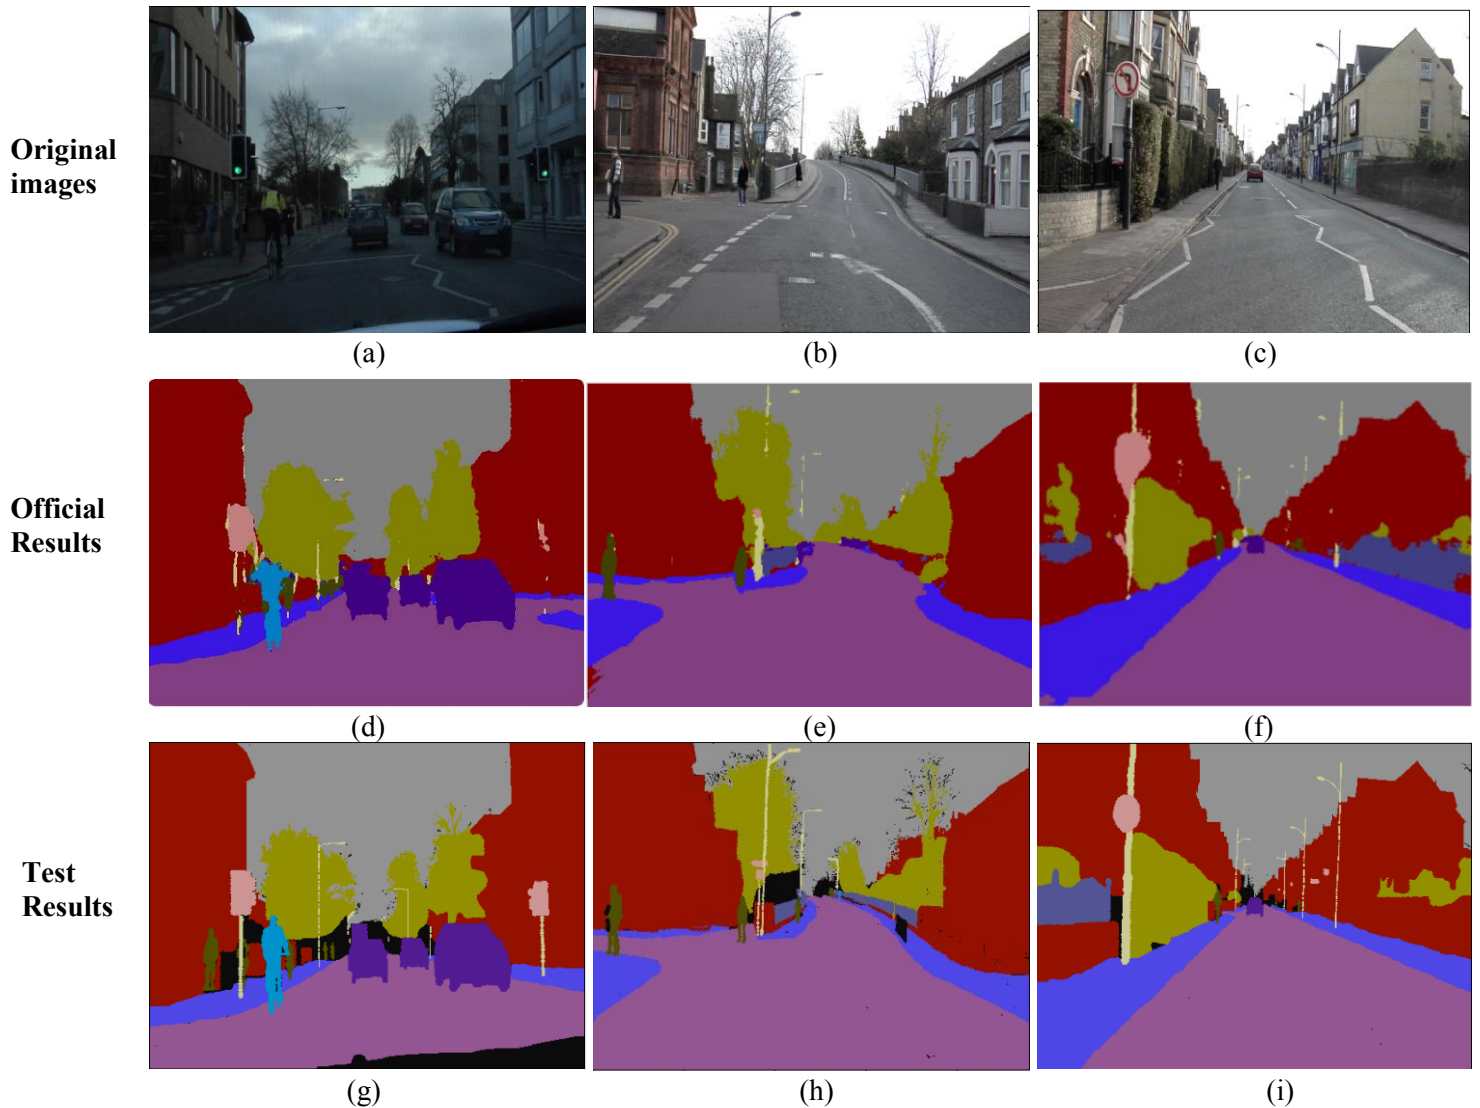 Original
images
(a)
(b)
(c)
Official
Results
(d)
(e)
(f)
Test
Results
(g)
(h)
(i)